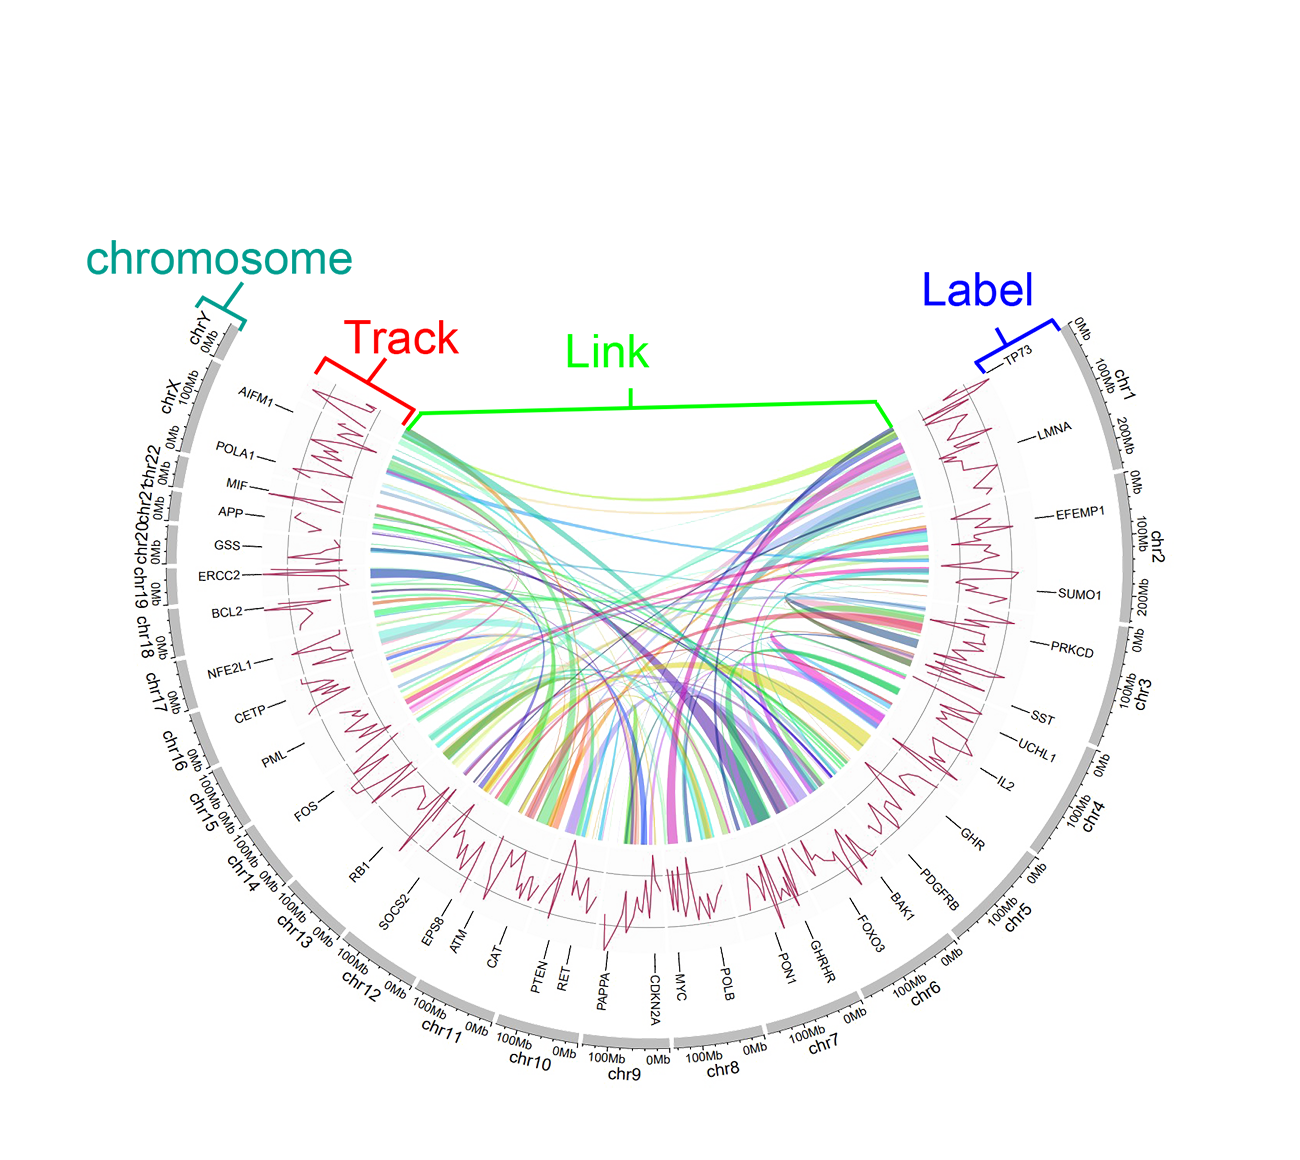 chromosome
Track
Link
Label
chr1
0Mb
100Mb
200Mb
chr2
0Mb
100Mb
200Mb
chr3
0Mb
100Mb
chr4
0Mb
100Mb
chr5
0Mb
100Mb
chr6
0Mb
100Mb
chr7
0Mb
100Mb
chr8
0Mb
100Mb
chr9
0Mb
100Mb
chr10
0Mb
100Mb
chr11
0Mb
100Mb
chr12
0Mb
100Mb
chr13
0Mb
100Mb
chr14
0Mb
100Mb
chr15
0Mb
100Mb
chr16
0Mb
chr17
0Mb
chr18
0Mb
chr19
0Mb
chr20
0Mb
chr21
0Mb
chr22
0Mb
chrX
0Mb
100Mb
chrY
0Mb
TP73
LMNA
EFEMP1
SUMO1
PRKCD
SST
UCHL1
IL2
GHR
PDGFRB
BAK1
FOXO3
GHRHR
PON1
POLB
MYC
CDKN2A
PAPPA
RET
PTEN
CAT
ATM
EPS8
SOCS2
RB1
FOS
PML
CETP
NFE2L1
BCL2
ERCC2
GSS
APP
MIF
POLA1
AIFM1